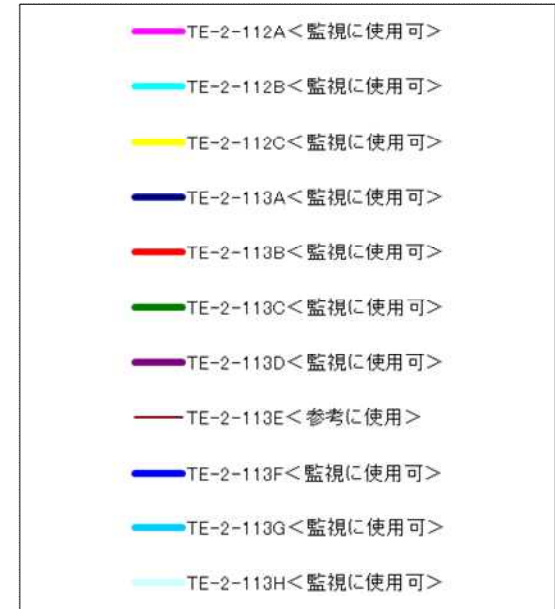 TE-2-112A＜監視に使用可＞
TE-2-112B＜監視に使用可＞
TE-2-112C＜監視に使用可＞
TE-2-113A＜監視に使用可＞
TE-2-113B＜監視に使用可＞
TE-2-113C＜監視に使用可＞
TE-2-113D＜監視に使用可＞
TE-2-113E＜参考に使用＞
TE-2-113F＜監視に使用可＞
TE-2-113G＜監視に使用可＞
TE-2-113H＜監視に使用可＞